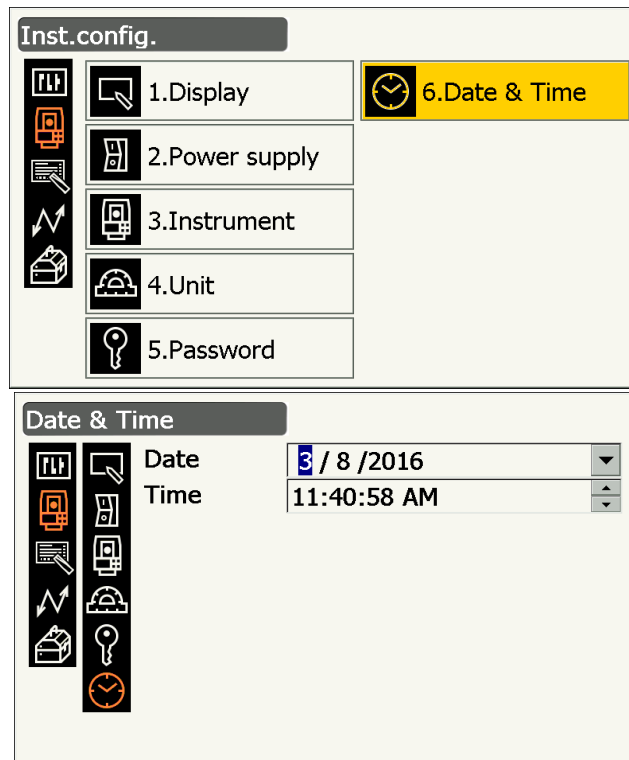 Inst.config.
1.Display
6.Date & Time
2.Power supply
3.Instrument
4.Unit
5.Password
Date & Time
Date
3 / 8 /2016
Time
11:40:58 AM